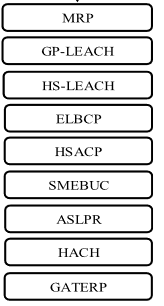 MRP
GP-LEACH
HS-LEACH
ELBCP
HSACP
SMEBUC
ASLPR
HACH
GATERP